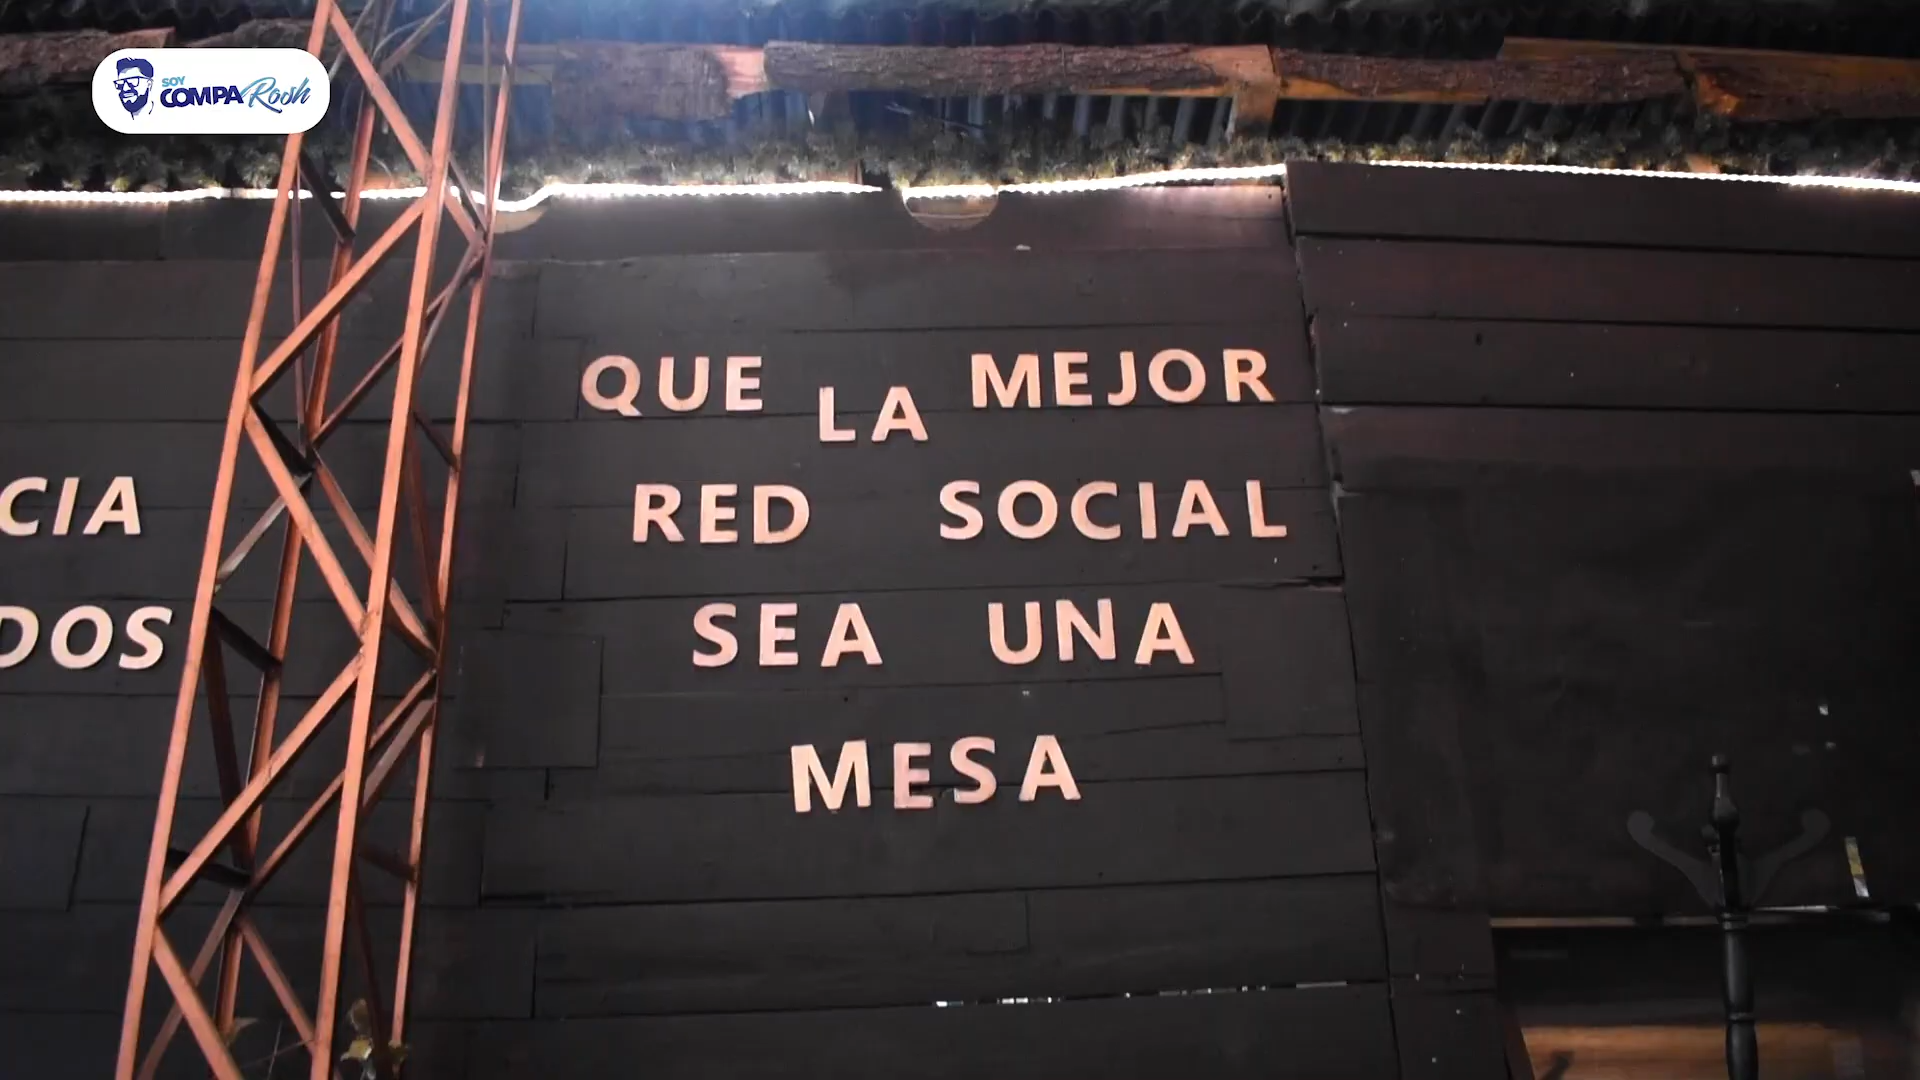 SOY
COMPA Rosh
QUE LA MEJOR
RED SOCIAL
SEA UNA
MESA
CIA
DOS